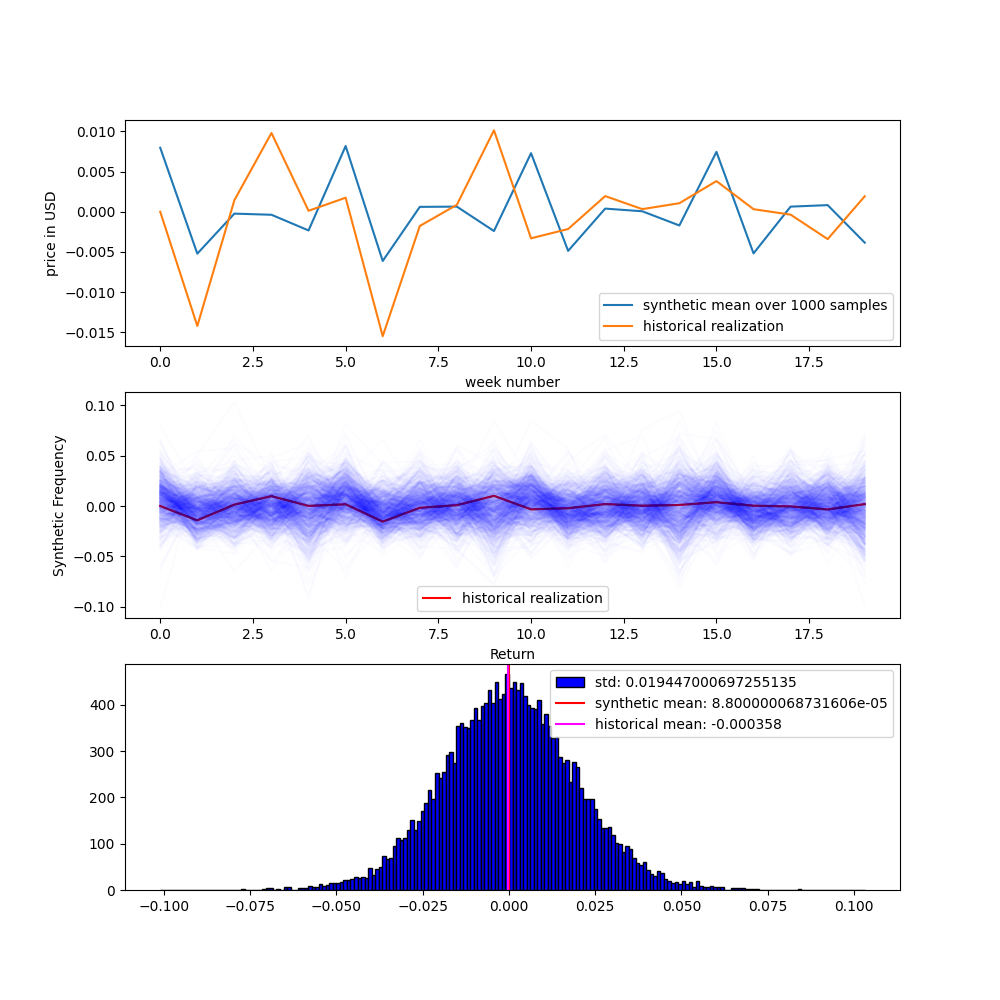 0.010
0.005
0.000
−0.005
−0.010
−0.015
price in USD
synthetic mean over 1000 samples
historical realization
0.0 2.5 5.0 7.5 10.0 12.5 15.0 17.5
week number
0.10
0.05
0.00
−0.05
−0.10
Synthetic Frequency
historical realization
0.0 2.5 5.0 7.5 10.0 12.5 15.0 17.5
Return
400
300
200
100
0
std: 0.019447000697255135
synthetic mean: 8.800000068731606e-05
historical mean: -0.000358
−0.100 −0.075 −0.050 −0.025 0.000 0.025 0.050 0.075 0.100